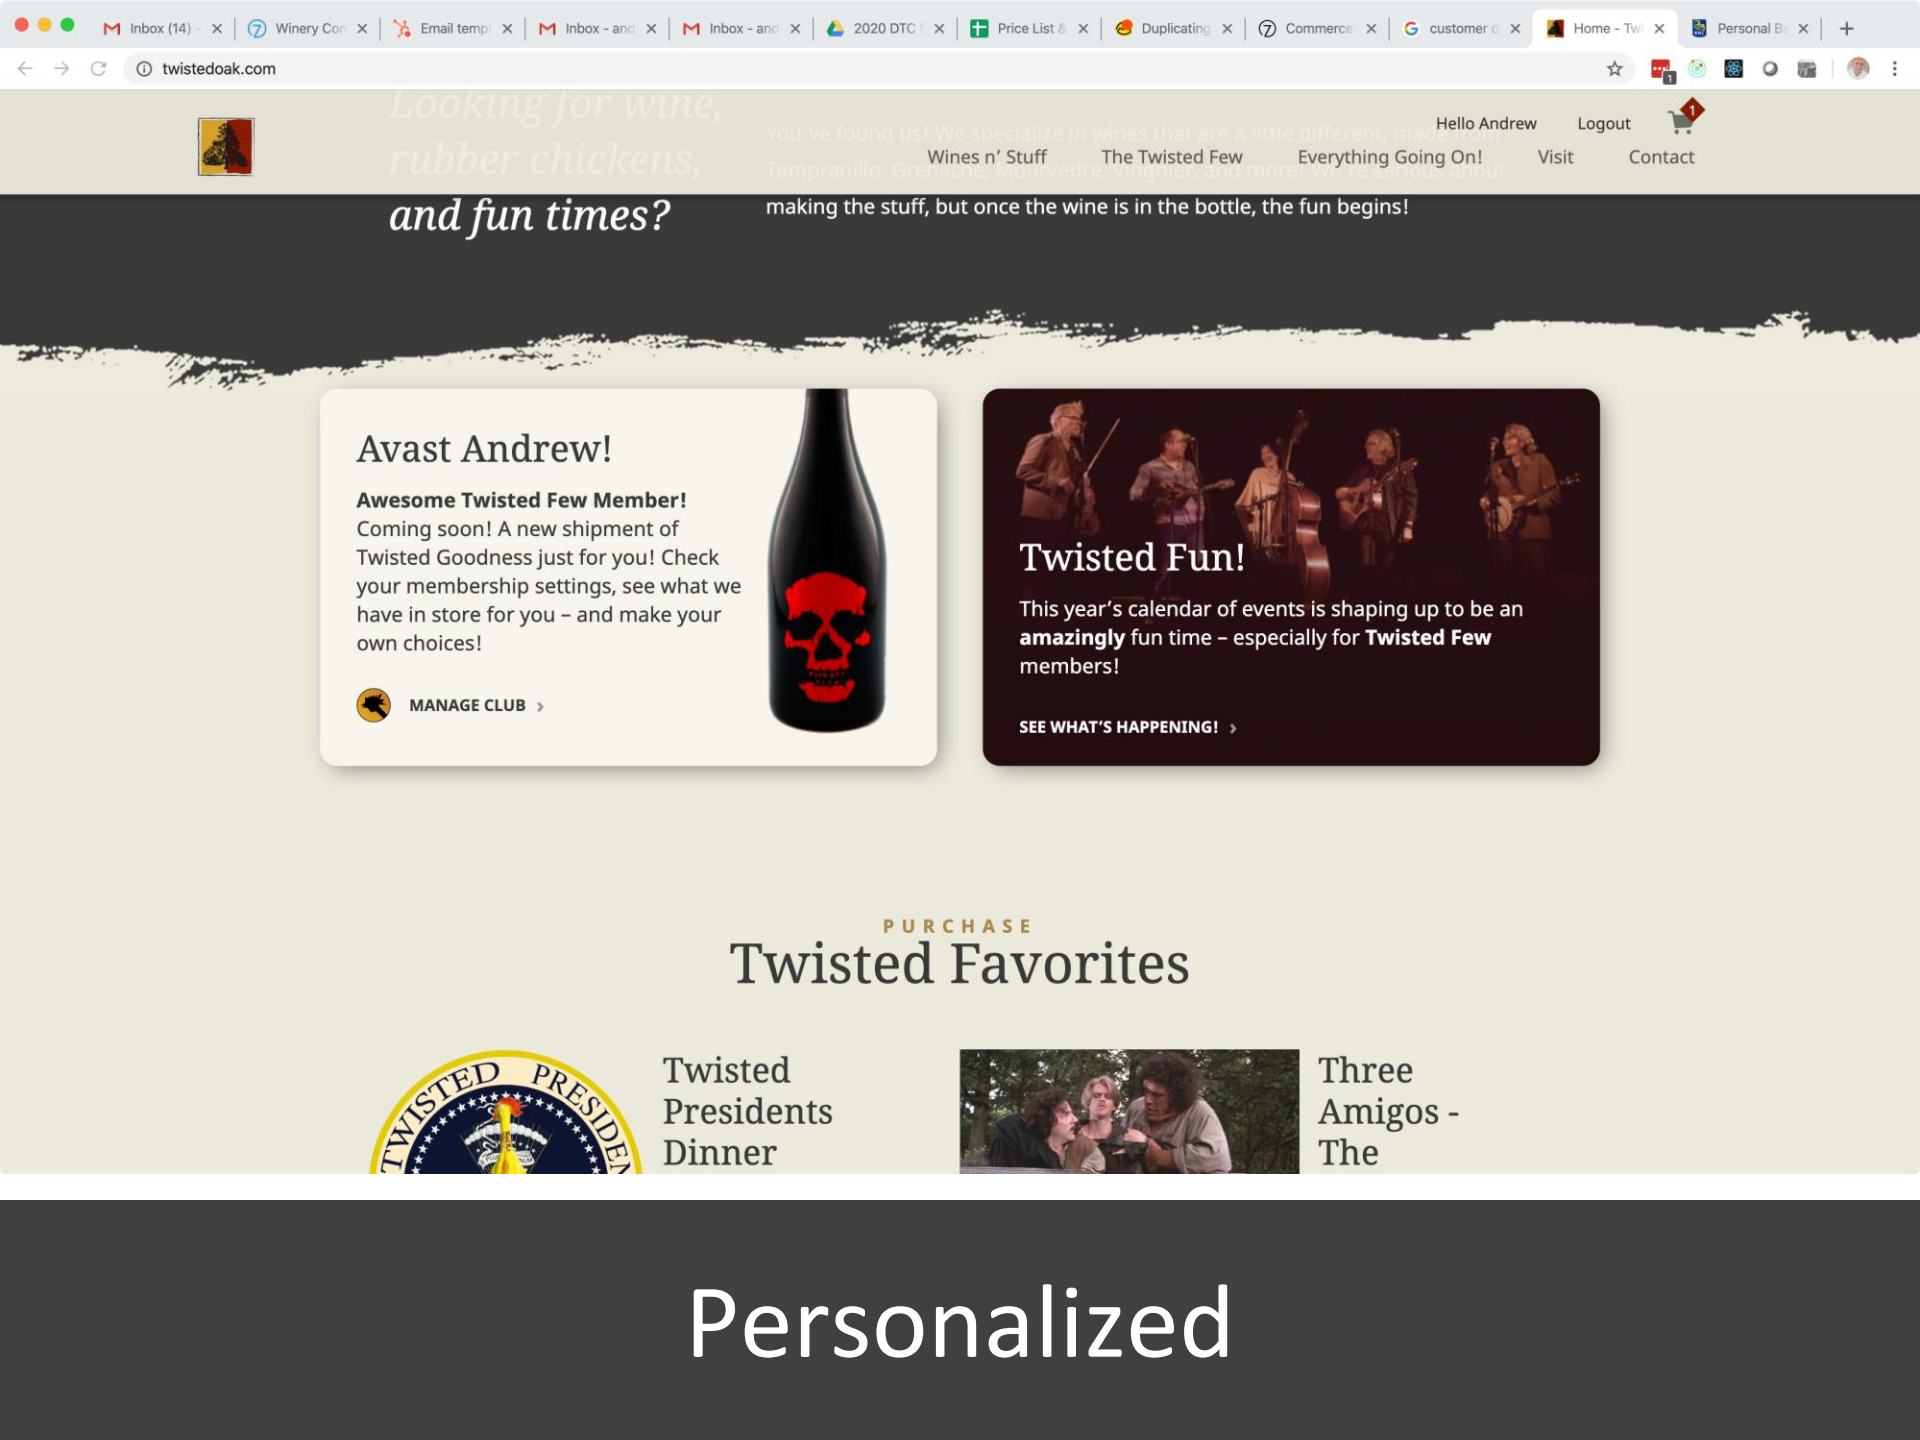 Inbox (14) -
Winery Con
Email templ
Inbox - and
Inbox - and
2020 DTC S
Price List &
Duplicating
Commerce
customer d
Home - Twi
Personal Ba
twistedoak.com
1
Looking for wine,
rubber chickens,
and fun times?
You've found us! We specialize in wines that are a little different, made from
Tempranillo, Grenache, Mourvedre, Viognier, and more! We're serious about
making the stuff, but once the wine is in the bottle, the fun begins!
Hello Andrew
Logout
1
Wines n' Stuff
The Twisted Few
Everything Going On!
Visit
Contact
Avast Andrew!
Awesome Twisted Few Member!
Coming soon! A new shipment of
Twisted Goodness just for you! Check
your membership settings, see what we
have in store for you – and make your
own choices!
MANAGE CLUB ›
Twisted Fun!
This year's calendar of events is shaping up to be an
amazingly fun time – especially for Twisted Few
members!
SEE WHAT'S HAPPENING! ›
PURCHASE
Twisted Favorites
TWISTED PRESIDEN
Twisted
Presidents
Dinner
Three
Amigos -
The
Personalized